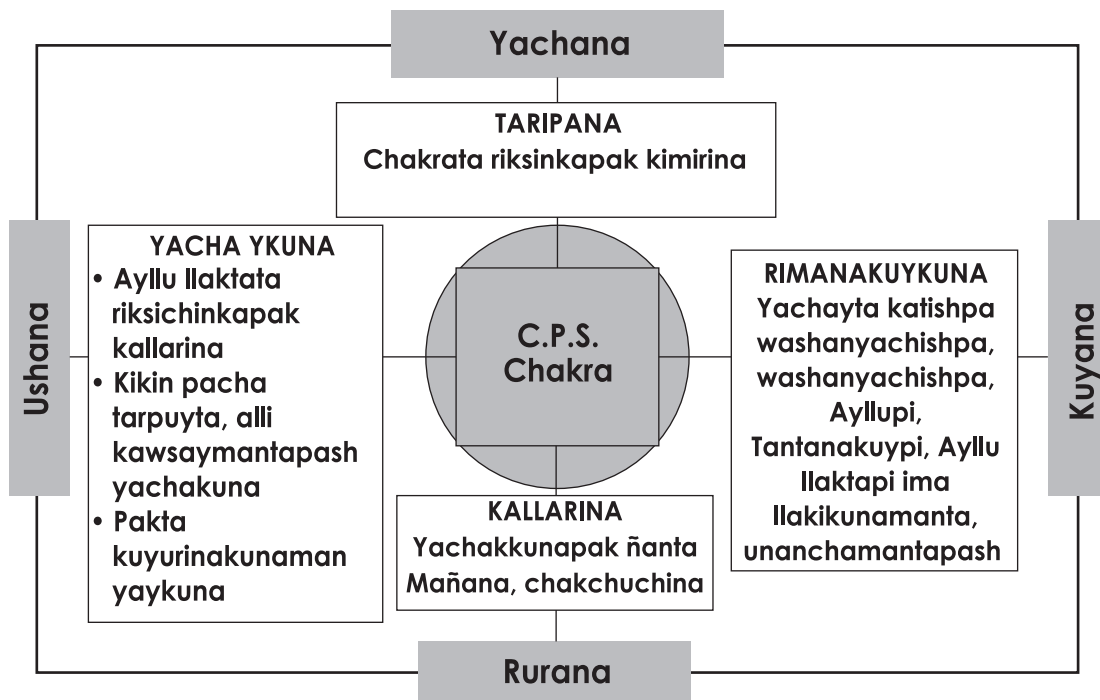 Yachana
TARIPANA
Chakrata riksinkapak kimirina
Ushana
YACHA YKUNA
• Ayllu llaktata
riksichinkapak
kallarina
• Kikin pacha
tarpuyta, alli
kawsaymantapash
yachakuna
• Pakta
kuyurinakunaman
yaykuna
C.P.S.
Chakra
RIMANAKUYKUNA
Yachayta katishpa
washanyachishpa,
washanyachishpa,
Ayllupi,
Tantanakuypi, Ayllu
llaktapi ima
llakikunamanta,
unanchamantapash
Kuyana
KALLARINA
Yachakkunapak ñanta
Mañana, chakchuchina
Rurana